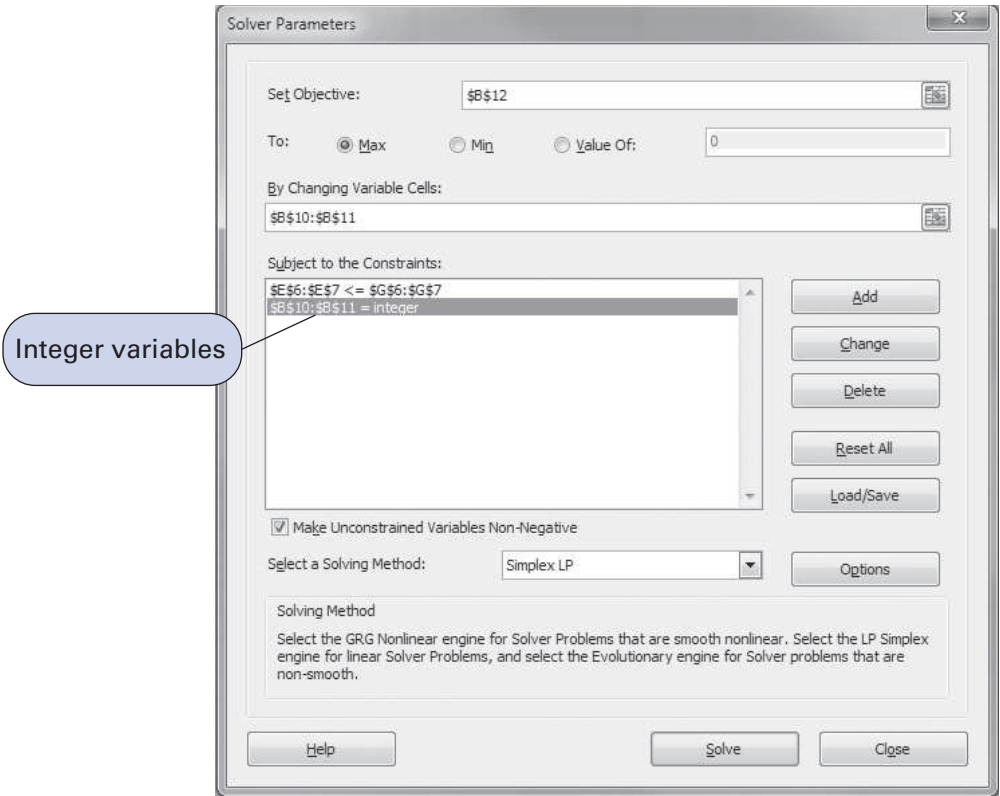 Solver Parameters
Set Objective:
$B$12
To:
Max
Min
Value Of:
0
By Changing Variable Cells:
$B$10:$B$11
Subject to the Constraints:
$E$6:$E$7 <= $G$6:$G$7
$B$10:$B$11 = integer
Integer variables
Add
Change
Delete
Reset All
Load/Save
Make Unconstrained Variables Non-Negative
Select a Solving Method:
Simplex LP
Options
Solving Method
Select the GRG Nonlinear engine for Solver Problems that are smooth nonlinear. Select the LP Simplex
engine for linear Solver Problems, and select the Evolutionary engine for Solver problems that are
non-smooth.
Help
Solve
Close